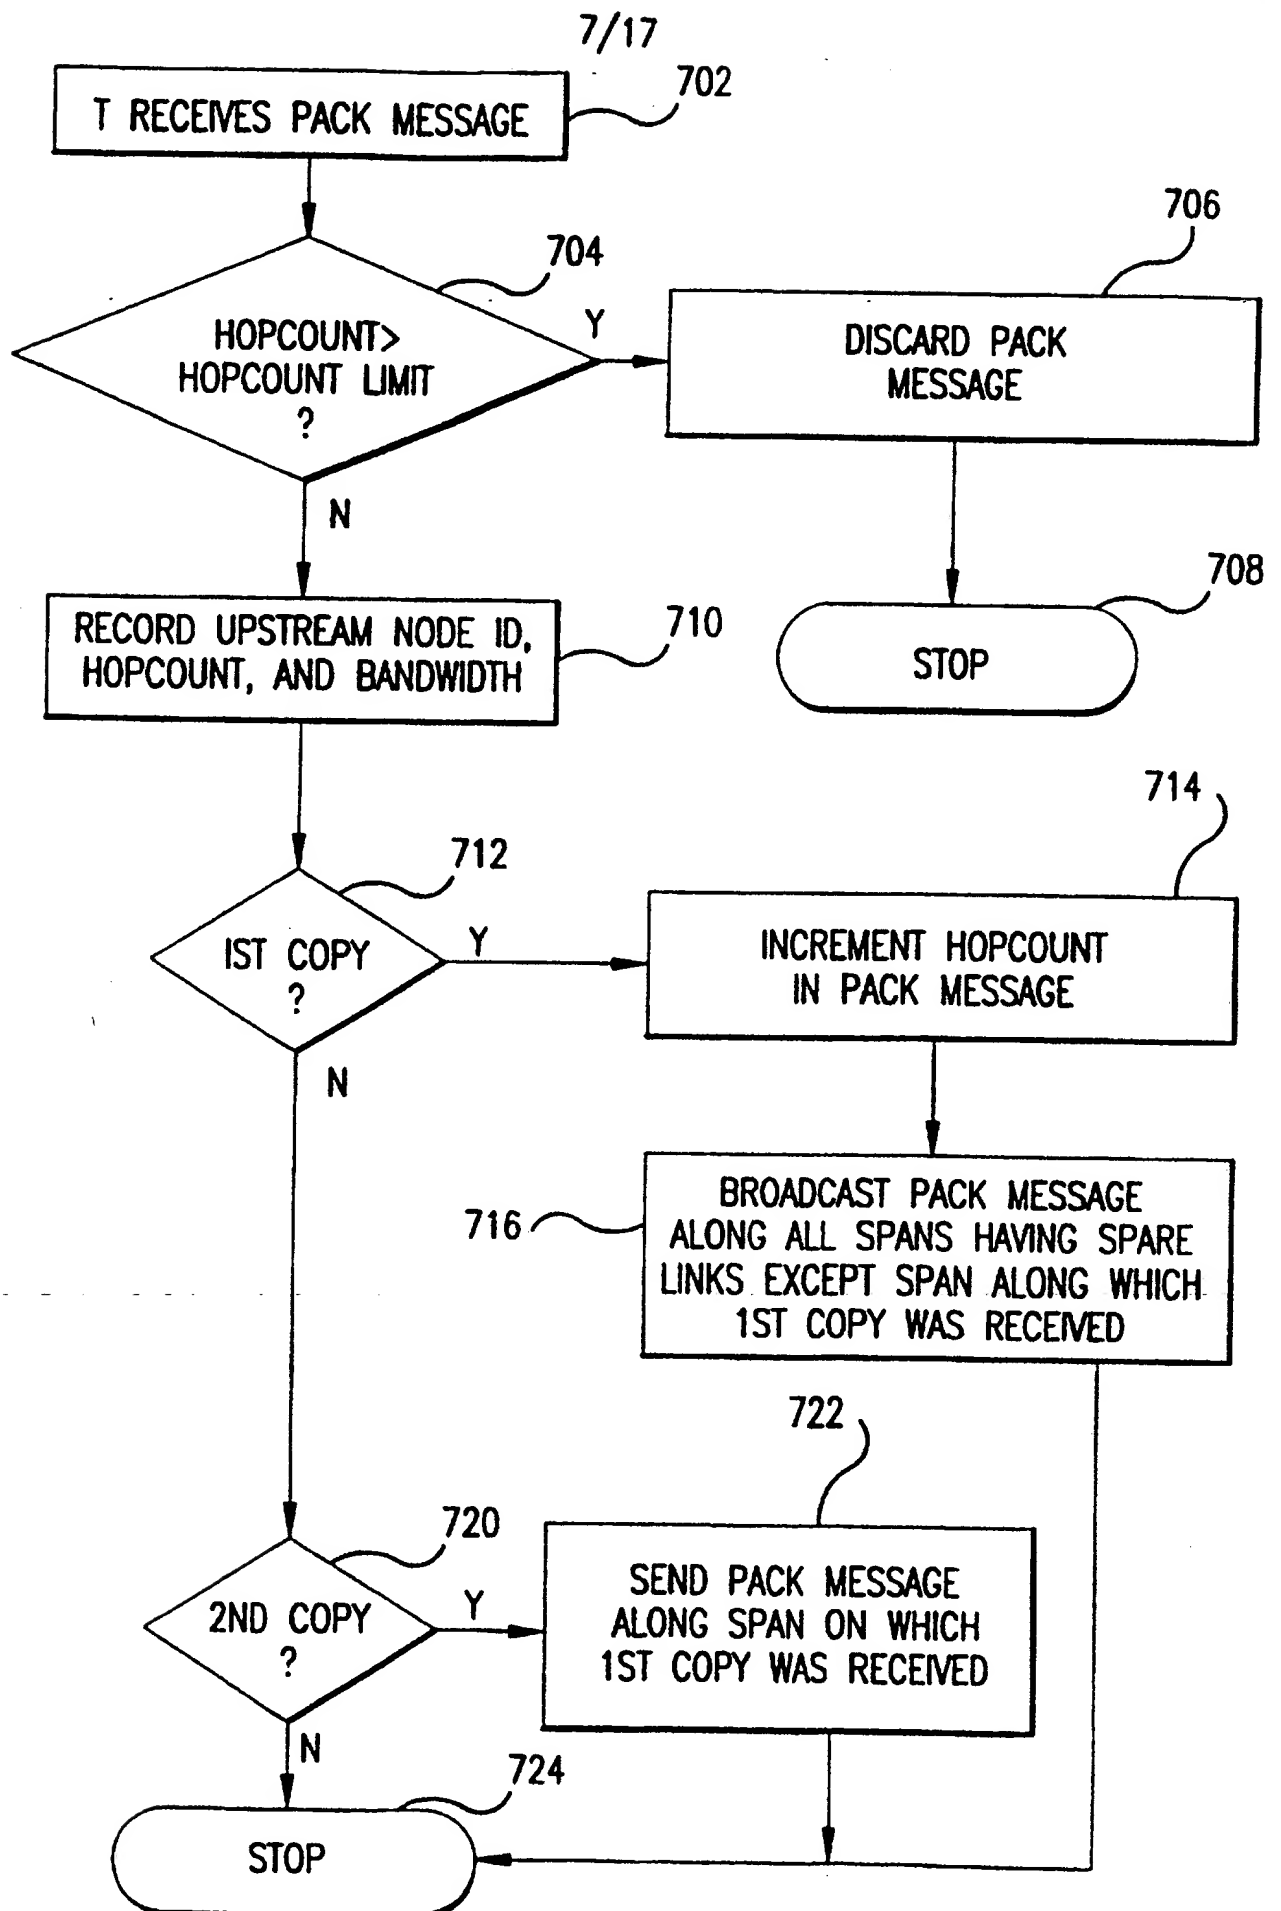 7/17
702
T RECEIVES PACK MESSAGE
704
706
HOPCOUNT>
HOPCOUNT LIMIT
?
Y
DISCARD PACK
MESSAGE
N
708
STOP
RECORD UPSTREAM NODE ID,
HOPCOUNT, AND BANDWIDTH
710
712
714
1ST COPY
?
Y
INCREMENT HOPCOUNT
IN PACK MESSAGE
N
716
BROADCAST PACK MESSAGE
ALONG ALL SPANS HAVING SPARE
LINKS EXCEPT SPAN ALONG WHICH
1ST COPY WAS RECEIVED
720
722
2ND COPY
?
Y
SEND PACK MESSAGE
ALONG SPAN ON WHICH
1ST COPY WAS RECEIVED
N
724
STOP